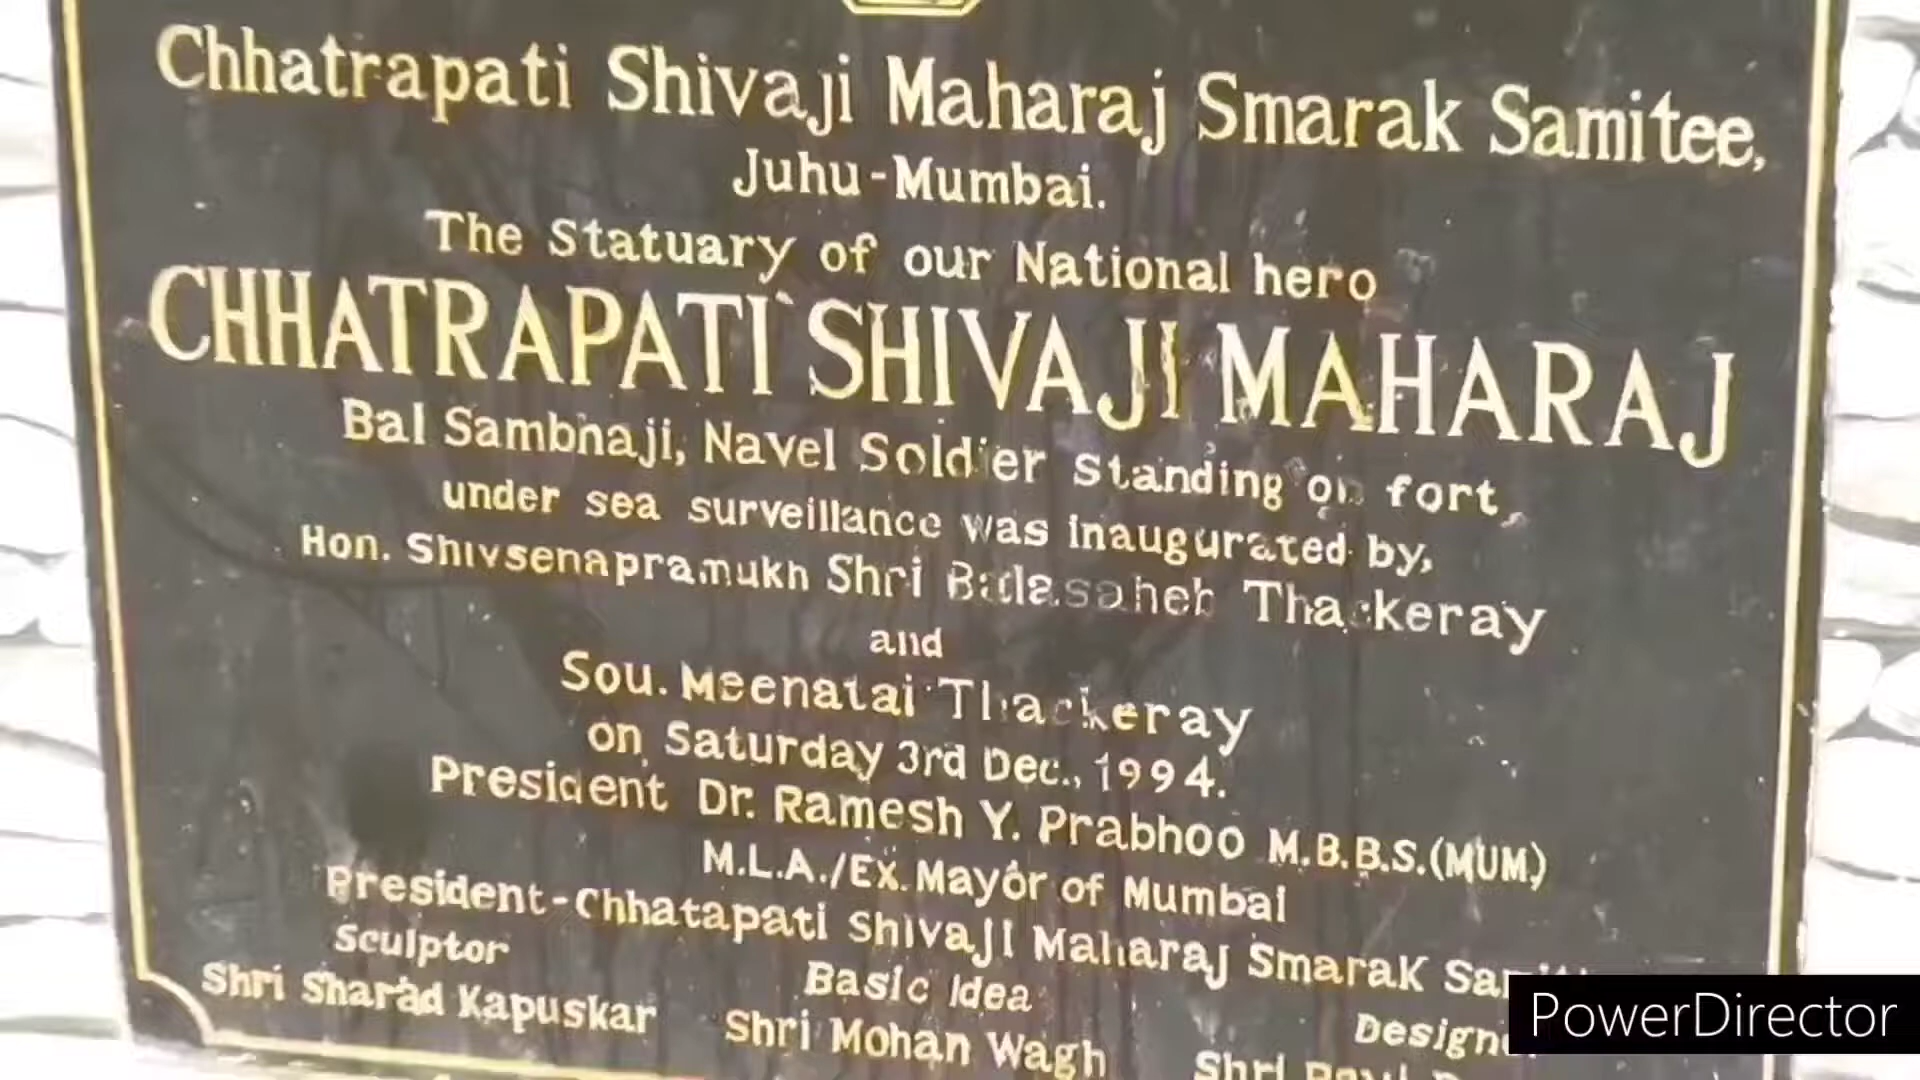 Chhatrapati Shivaji Maharaj Smarak Samitee,
Juhu-Mumbai.
The Statuary of our National hero
CHHATRAPATI SHIVAJI MAHARAJ
Bal Sambhaji, Navel Soldier standing on fort,
under sea surveillance was inaugurated by,
Hon. Shivsenapramukh Shri Balasaheb Thackeray
and
Sou. Meenatai Thackeray
on Saturday 3rd Dec., 1994.
President Dr. Ramesh Y. Prabhoo M.B.B.S.(MUM)
M.L.A./Ex. Mayor of Mumbai
President-Chhatapati Shivaji Maharaj Smarak
Sculptor
Shri Sharad Kapuskar
Basic Idea
Shri Mohan Wagh
Shri
PowerDirector